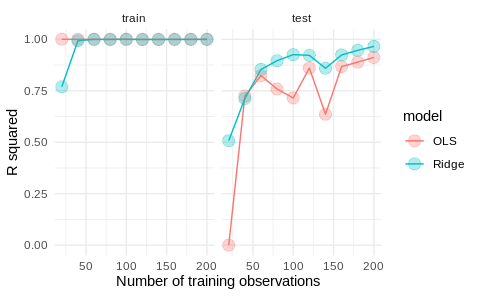 train test
1.00
0.75
0.50
0.25
0.00
R squared
50 100 150 200 50 100 150 200
Number of training observations
model
OLS
Ridge